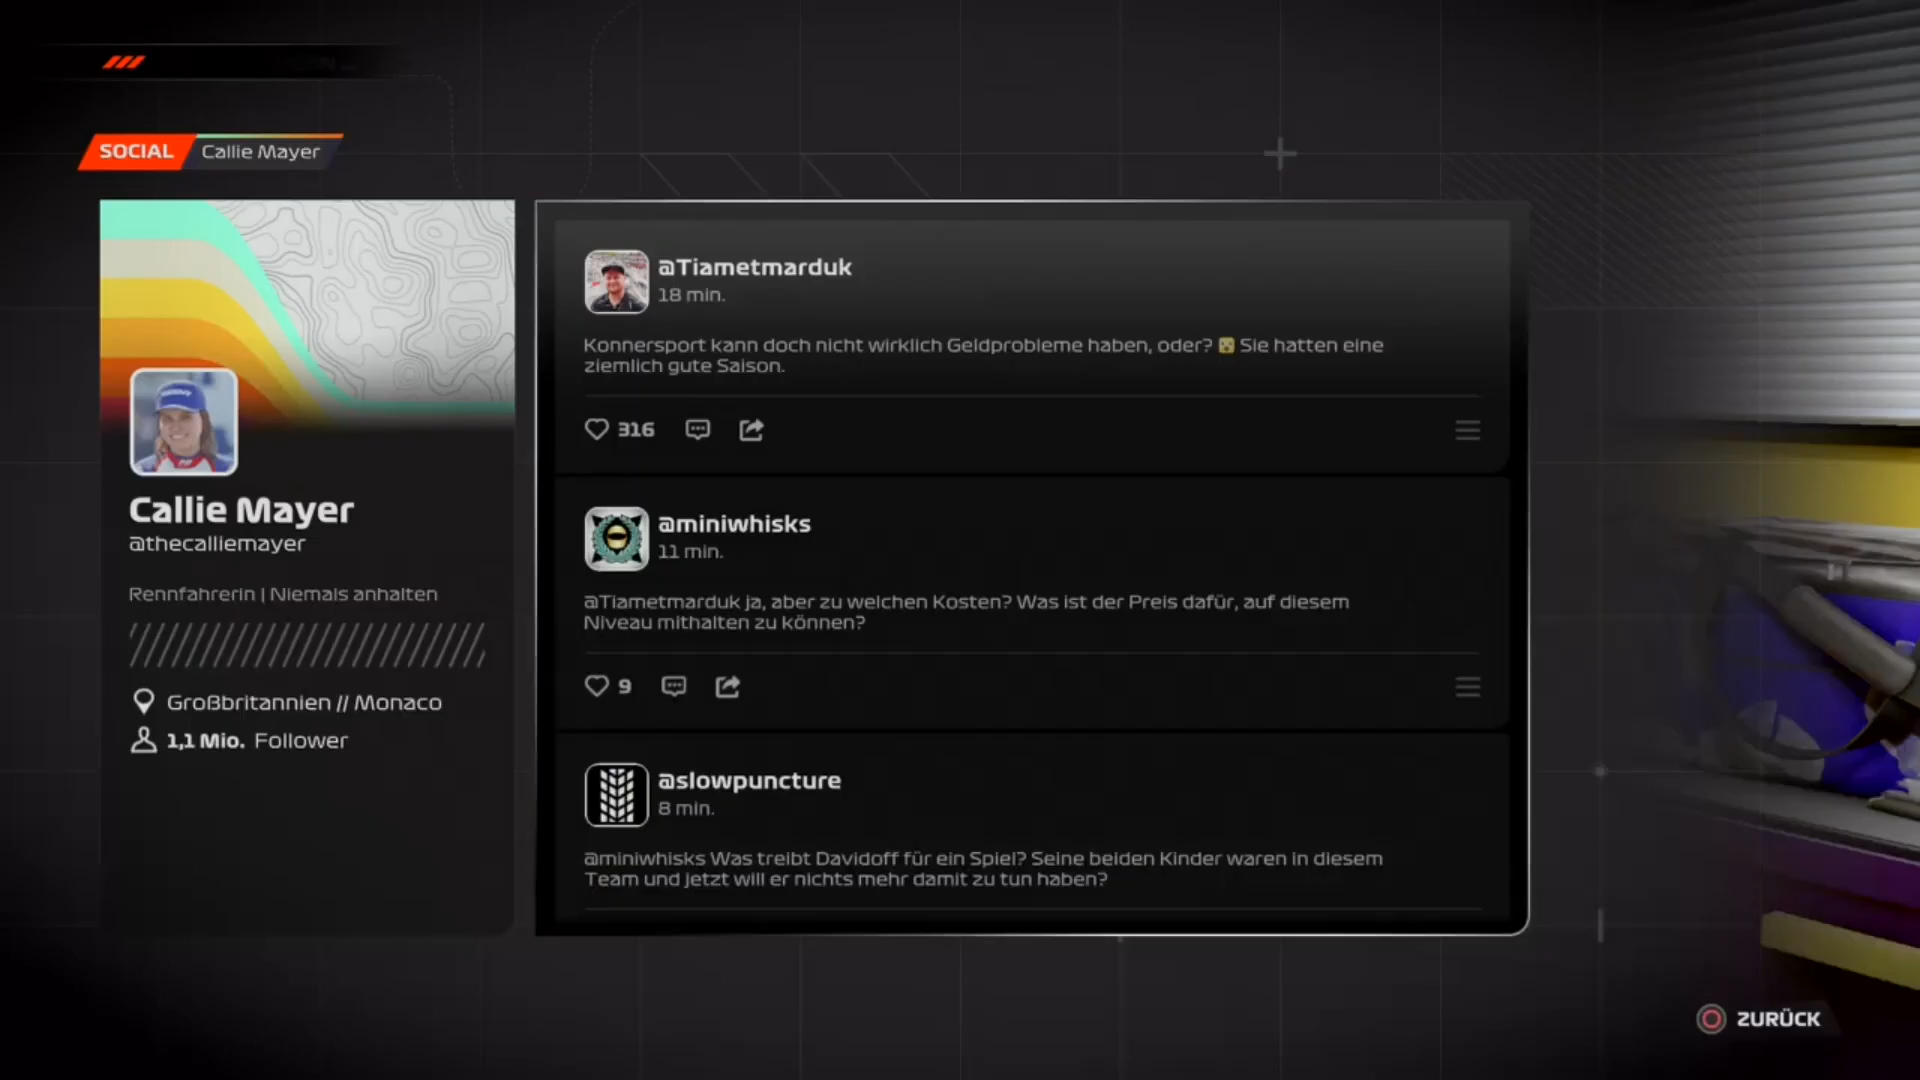 SOCIAL
Callie Mayer
Callie Mayer
@thecalliemayer
Rennfahrerin | Niemals anhalten
Großbritannien // Monaco
1,1 Mio. Follower
@Tiametmarduk
18 min.
Konnersport kann doch nicht wirklich Geldprobleme haben, oder? 😮 Sie hatten eine
ziemlich gute Saison.
316
@miniwhisks
11 min.
@Tiametmarduk ja, aber zu welchen Kosten? Was ist der Preis dafür, auf diesem
Niveau mithalten zu können?
9
@slowpuncture
8 min.
@miniwhisks Was treibt Davidoff für ein Spiel? Seine beiden Kinder waren in diesem
Team und jetzt will er nichts mehr damit zu tun haben?
ZURÜCK